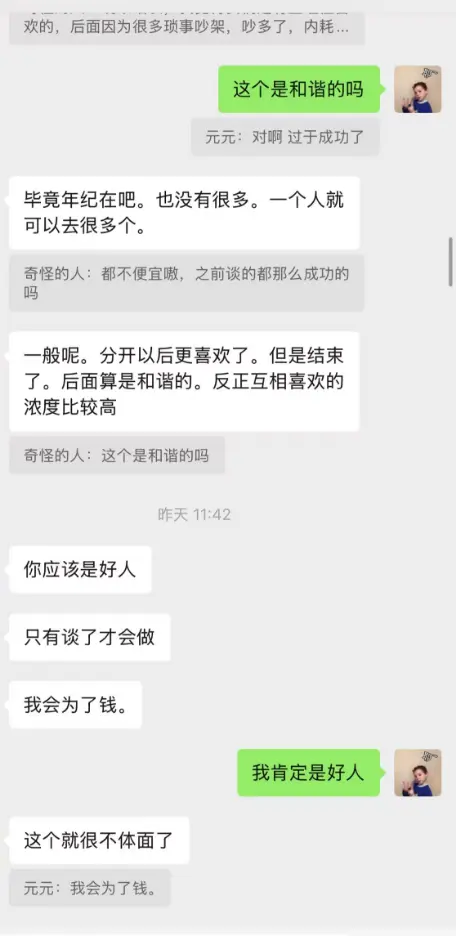 欢的，后面因为很多琐事吵架，吵多了，内耗...
这个是和谐的吗
元元：对啊 过于成功了
毕竟年纪在吧。也没有很多。一个人就
可以去很多个。
奇怪的人：都不便宜嗷，之前谈的都那么成功的
吗
一般呢。分开以后更喜欢了。但是结束
了。后面算是和谐的。反正互相喜欢的
浓度比较高
奇怪的人：这个是和谐的吗
昨天 11:42
你应该是好人
只有谈了才会做
我会为了钱。
我肯定是好人
这个就很不体面了
元元：我会为了钱。